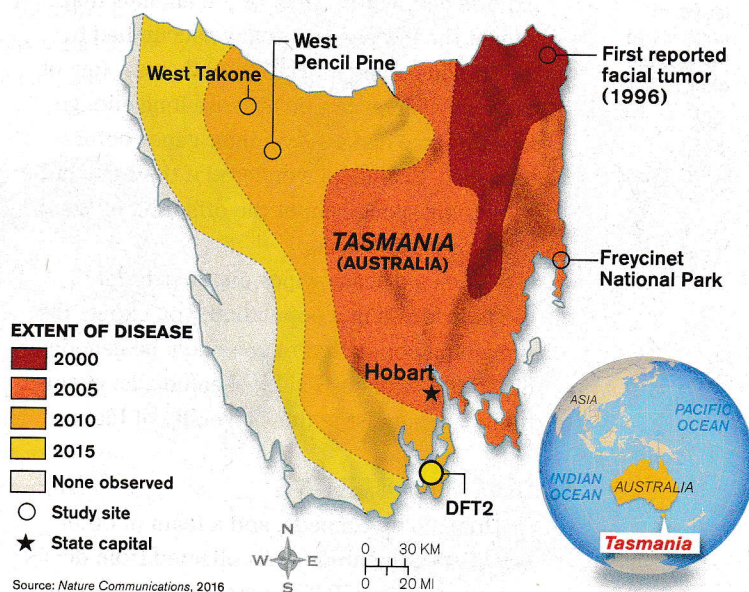 West
Pencil Pine
West Takone
First reported
facial tumor
(1996)
TASMANIA
(AUSTRALIA)
Freycinet
National Park
EXTENT OF DISEASE
2000
2005
2010
2015
None observed
Study site
State capital
Hobart
DFT2
N
W E
S
0 30 KM
0 20 MI
ASIA
PACIFIC
OCEAN
INDIAN
OCEAN
AUSTRALIA
Tasmania
Source: Nature Communications, 2016